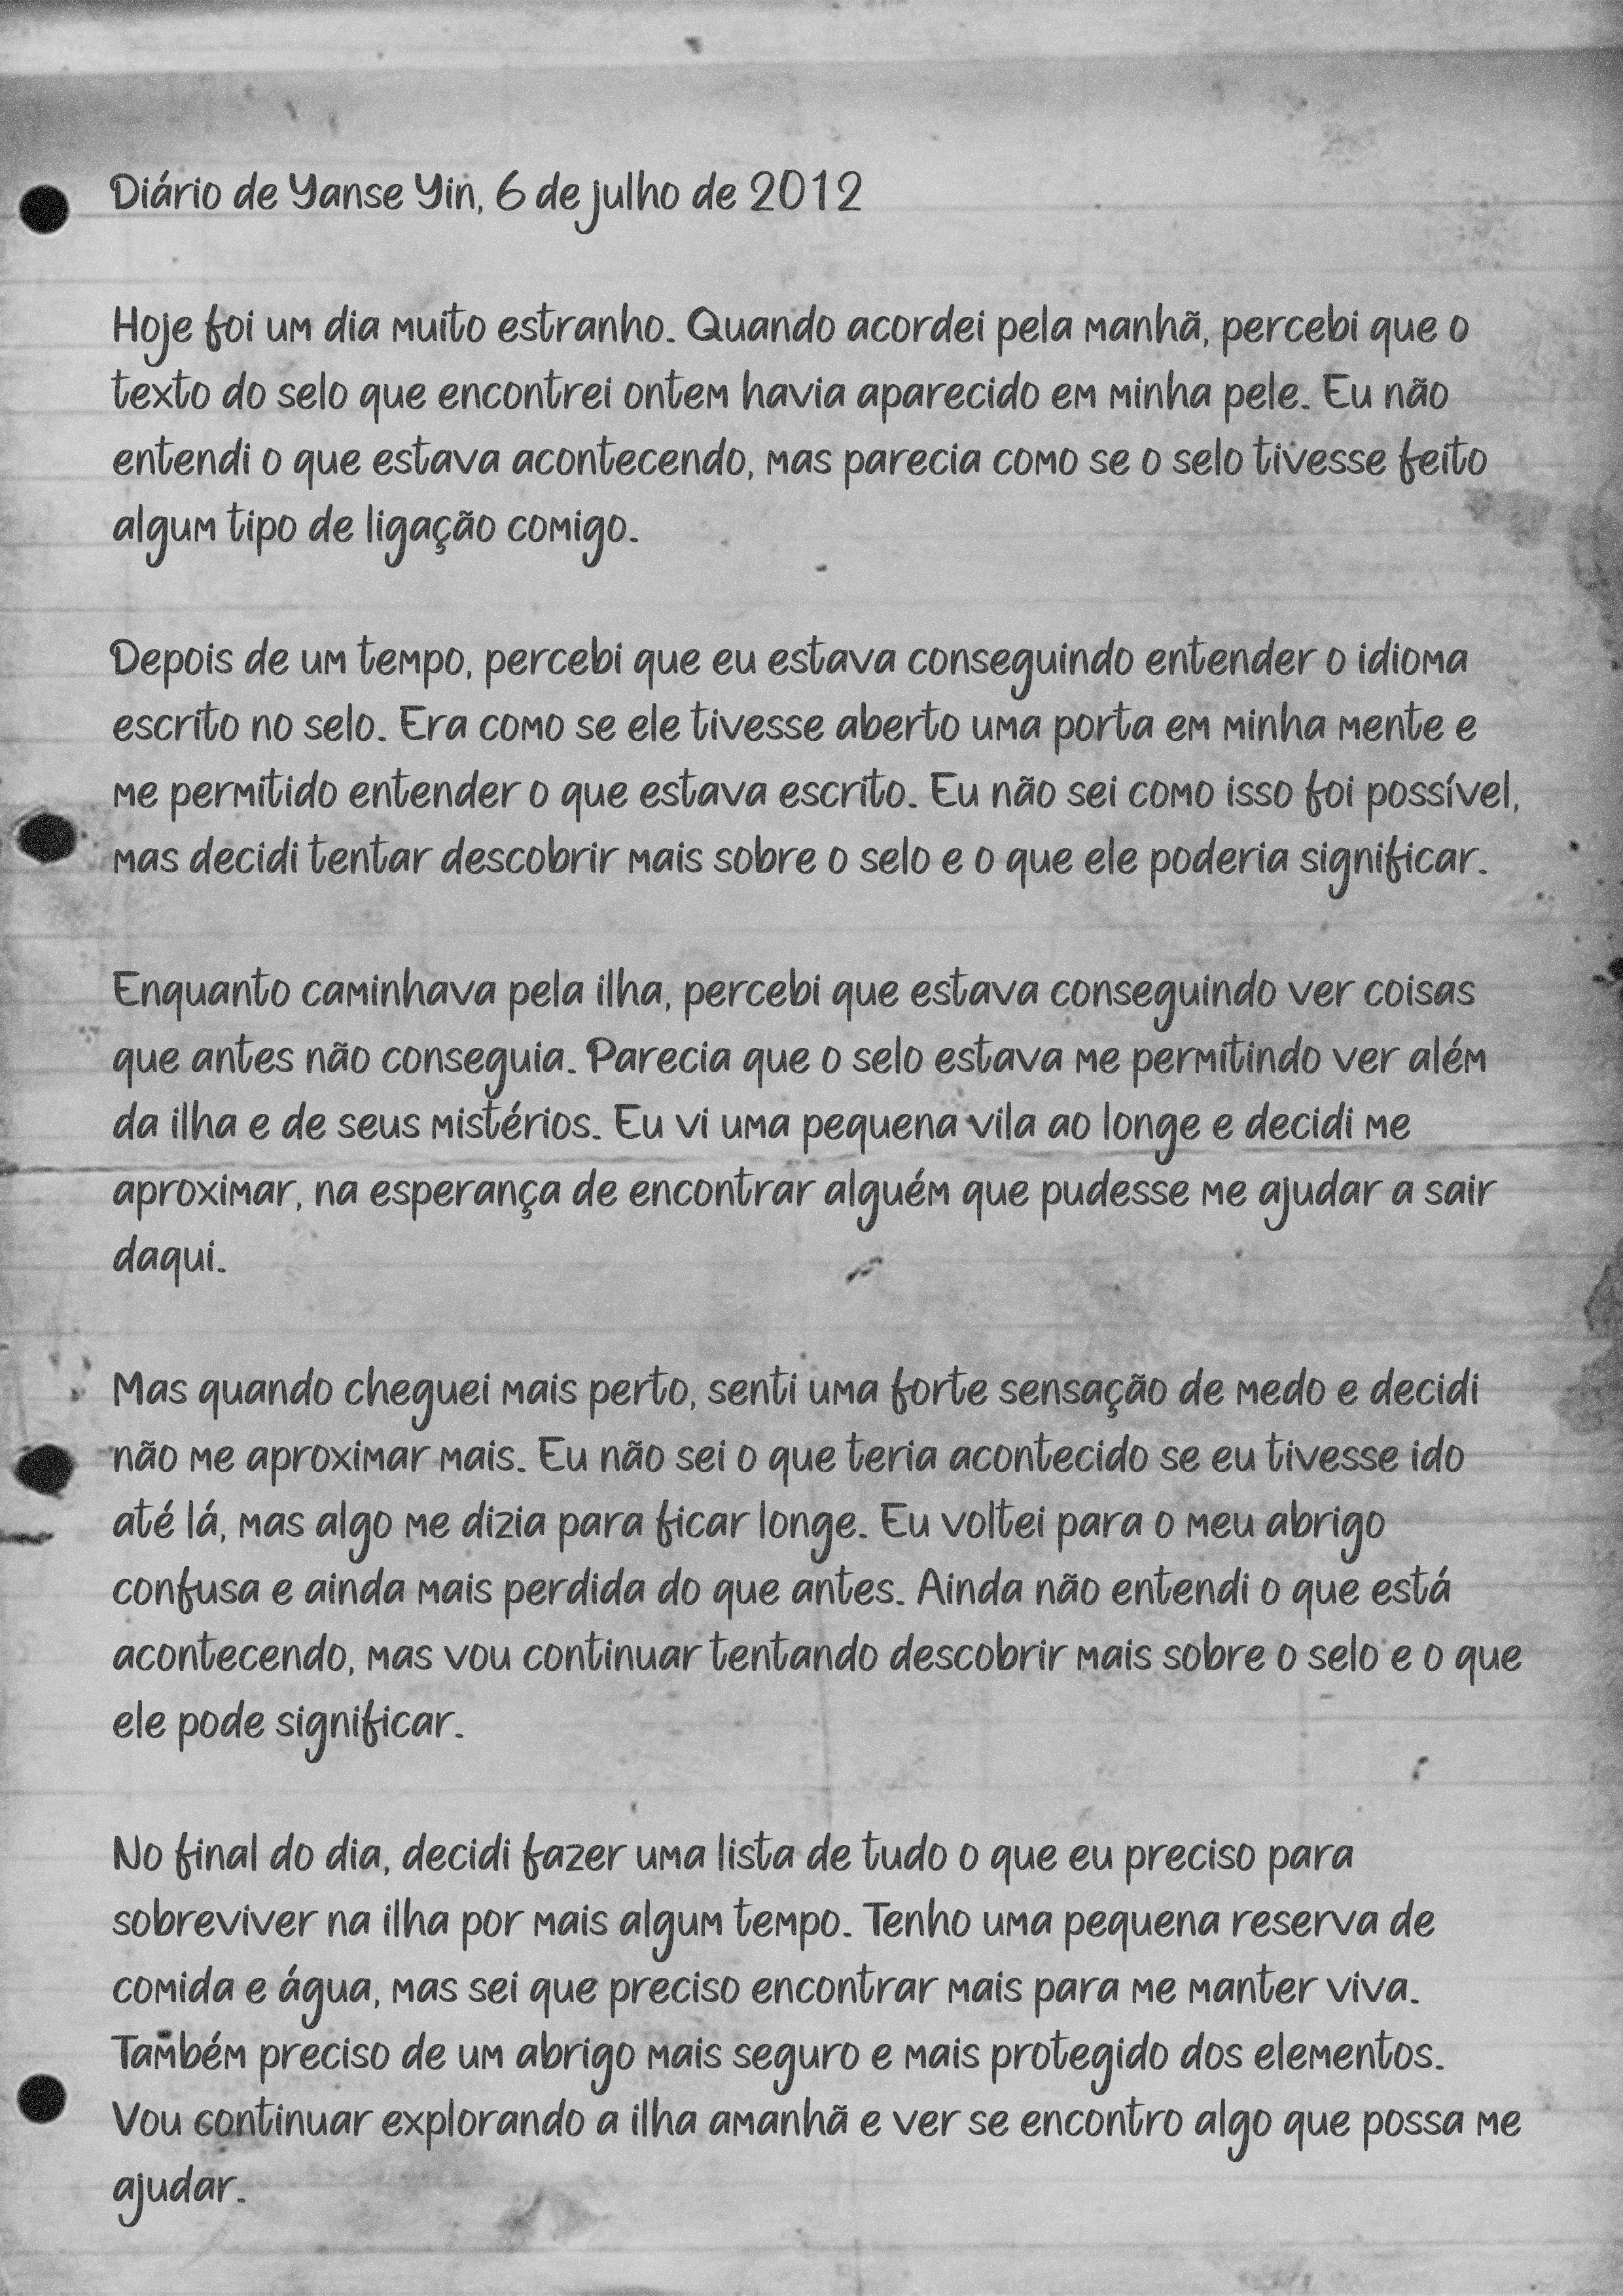 Diário de Yanse Yin, 6 de julho de 2012
Hoje foi um dia muito estranho. Quando acordei pela manhã, percebi que o
texto do selo que encontrei ontem havia aparecido em minha pele. Eu não
entendi o que estava acontecendo, mas parecia como se o selo tivesse feito
algum tipo de ligação comigo.
Depois de um tempo, percebi que eu estava conseguindo entender o idioma
escrito no selo. Era como se ele tivesse aberto uma porta em minha mente e
me permitido entender o que estava escrito. Eu não sei como isso foi possível,
mas decidi tentar descobrir mais sobre o selo e o que ele poderia significar.
Enquanto caminhava pela ilha, percebi que estava conseguindo ver coisas
que antes não conseguia. Parecia que o selo estava me permitindo ver além
da ilha e de seus mistérios. Eu vi uma pequena vila ao longe e decidi me
aproximar, na esperança de encontrar alguém que pudesse me ajudar a sair
daqui.
Mas quando cheguei mais perto, senti uma forte sensação de medo e decidi
não me aproximar mais. Eu não sei o que teria acontecido se eu tivesse ido
até lá, mas algo me dizia para ficar longe. Eu voltei para o meu abrigo
confusa e ainda mais perdida do que antes. Ainda não entendi o que está
acontecendo, mas vou continuar tentando descobrir mais sobre o selo e o que
ele pode significar.
No final do dia, decidi fazer uma lista de tudo o que eu preciso para
sobreviver na ilha por mais algum tempo. Tenho uma pequena reserva de
comida e água, mas sei que preciso encontrar mais para me manter viva.
Também preciso de um abrigo mais seguro e mais protegido dos elementos.
Vou continuar explorando a ilha amanhã e ver se encontro algo que possa me
ajudar.